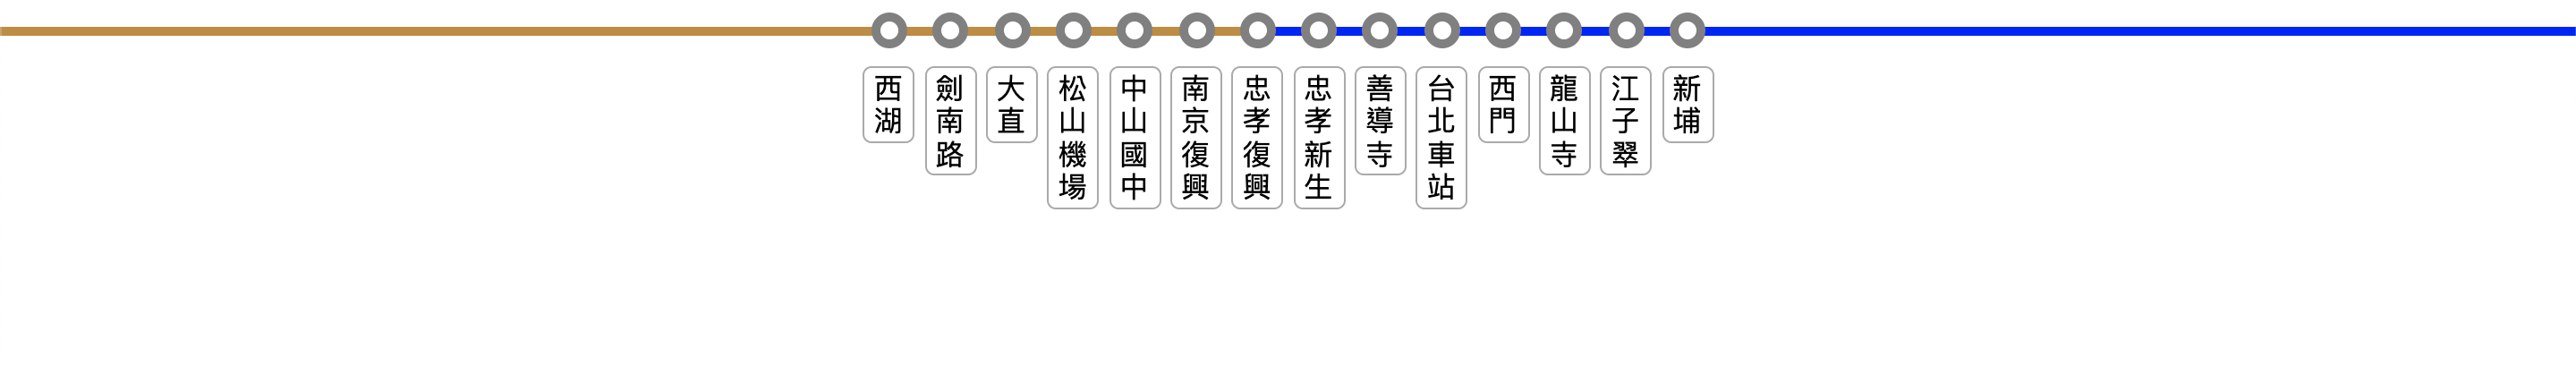 西湖
劍南路
大直
松山機場
中山國中
南京復興
忠孝復興
忠孝新生
善導寺
台北車站
西門
龍山寺
江子翠
新埔